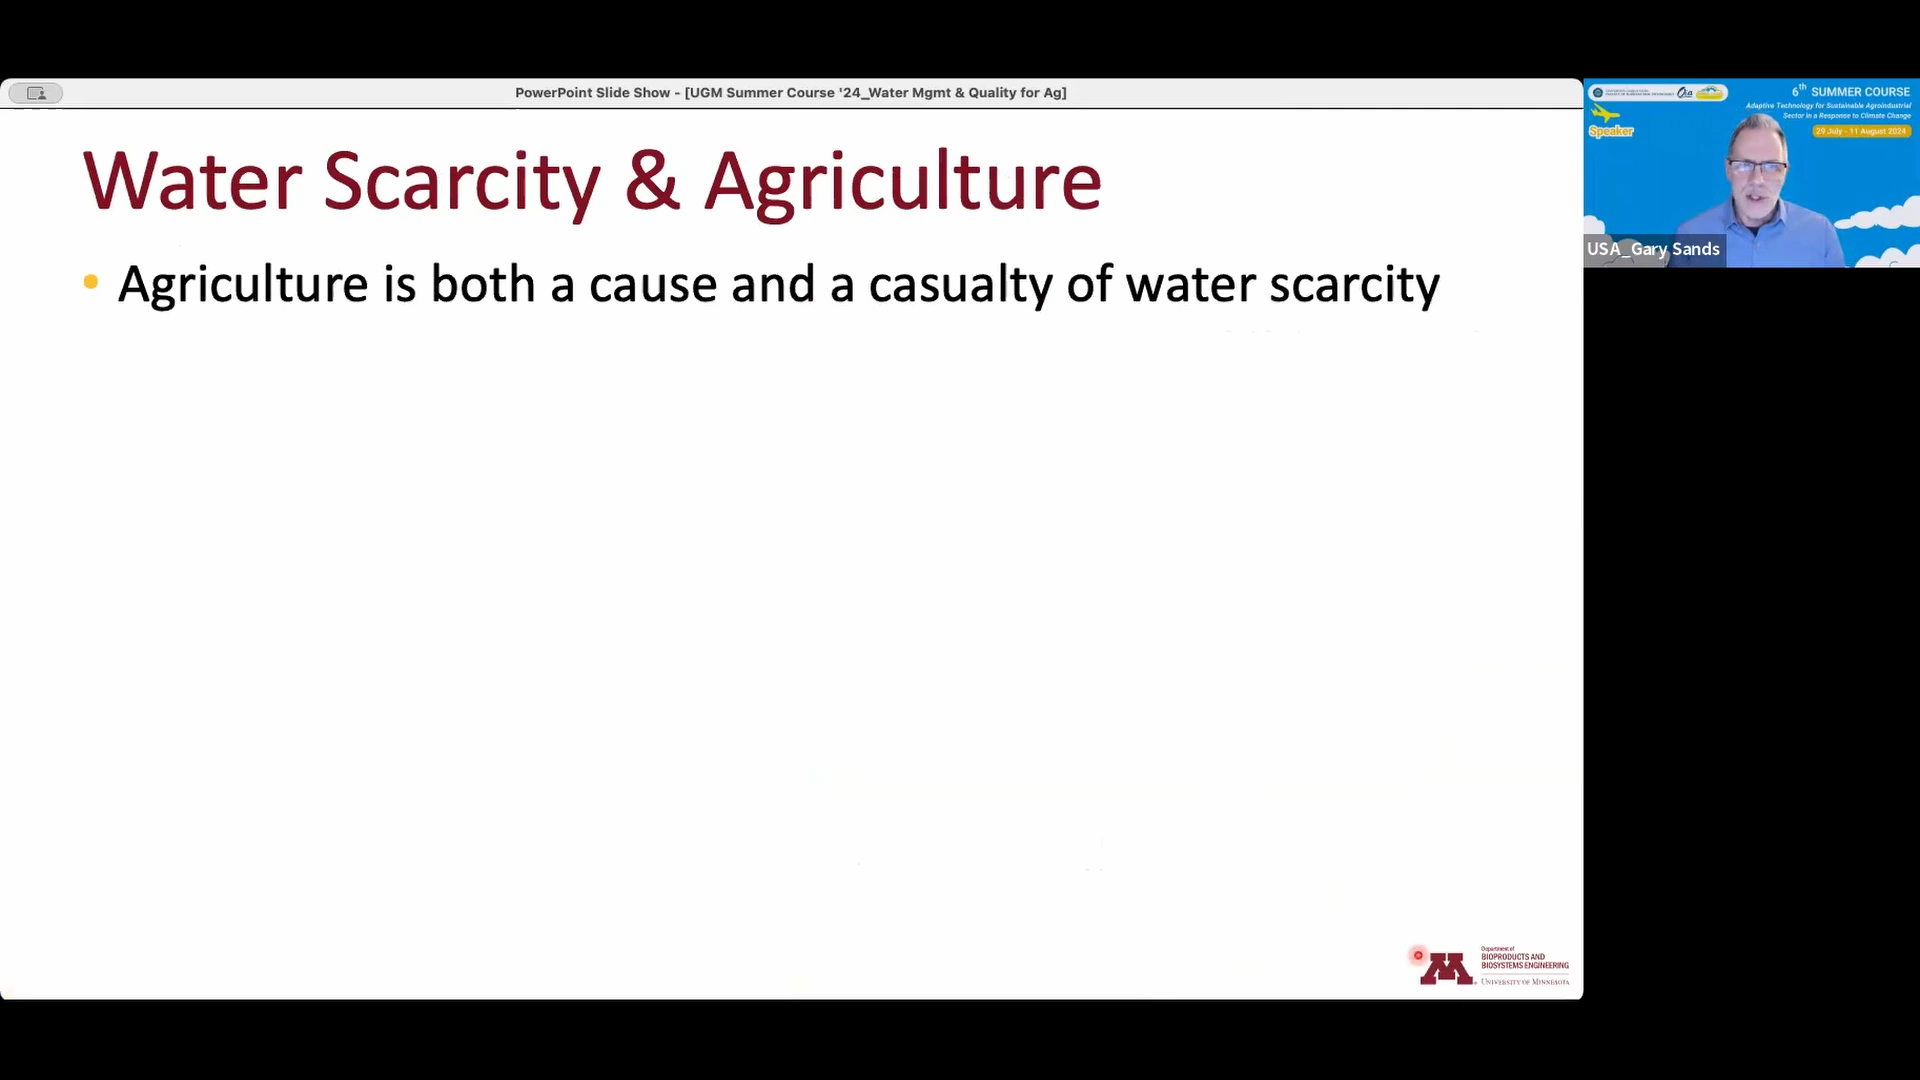 PowerPoint Slide Show - [UGM Summer Course '24_Water Mgmt & Quality for Ag]
Water Scarcity & Agriculture
• Agriculture is both a cause and a casualty of water scarcity
Department of
BIOPRODUCTS AND
BIOSYSTEMS ENGINEERING
UNIVERSITY OF MINNESOTA
6th SUMMER COURSE
Adaptive Technology for Sustainable Agroindustrial
Sector in a Response to Climate Change
29 July - 11 August 2024
Speaker
USA_Gary Sands